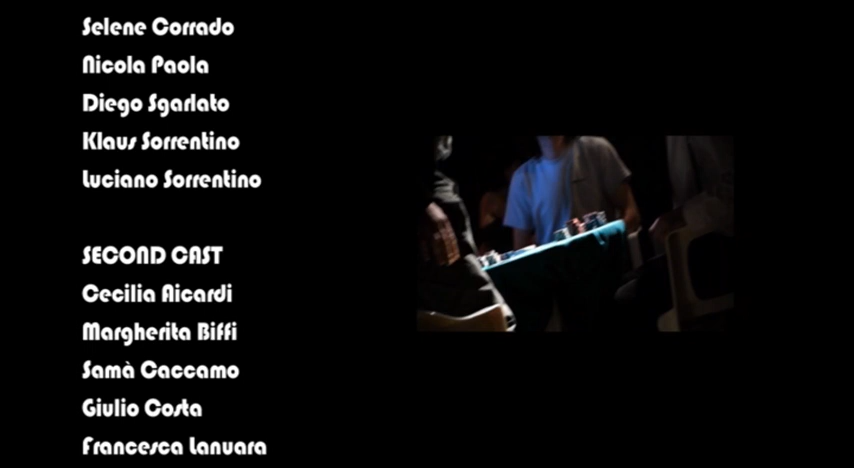 Selene Corrado
Nicola Paola
Diego Sgarlato
Klaus Sorrentino
Luciano Sorrentino
SECOND CAST
Cecilia Aicardi
Margherita Biffi
Samà Caccamo
Giulio Costa
Francesca Lanuara